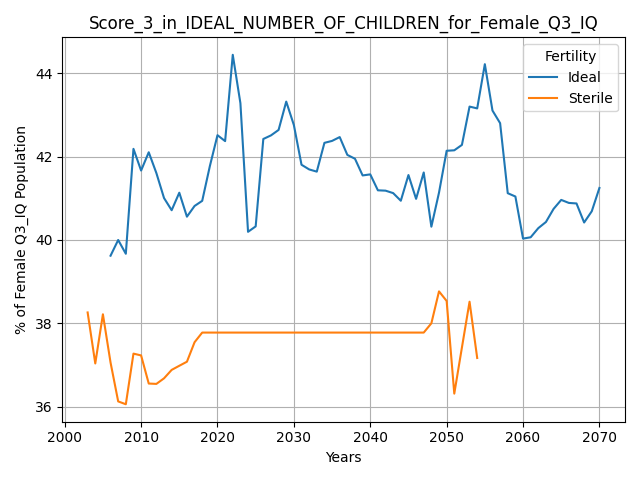 Score_3_in_IDEAL_NUMBER_OF_CHILDREN_for_Female_Q3_IQ
Fertility
Ideal
Sterile
% of Female Q3_IQ Population
44
42
40
38
36
2000 2010 2020 2030 2040 2050 2060 2070
Years